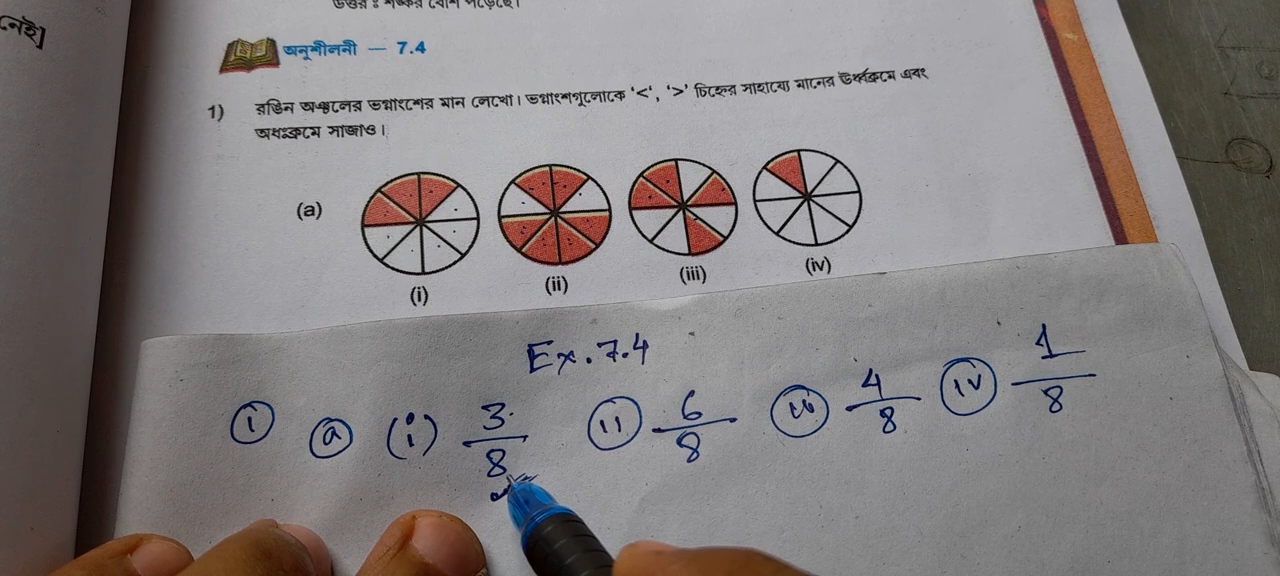 নেই]
অনুশীলনী — 7.4
1) রঙিন অঞ্চলের ভগ্নাংশের মান লেখো। ভগ্নাংশগুলোকে '<', '>' চিহ্নের সাহায্যে মানের ঊর্ধ্বক্রমে এবং
অধঃক্রমে সাজাও।
(a)
(i) (ii) (iii) (iv)
Ex. 7.4
1 a (i) 3/8 ii 6/8 iii 4/8 iv 1/8